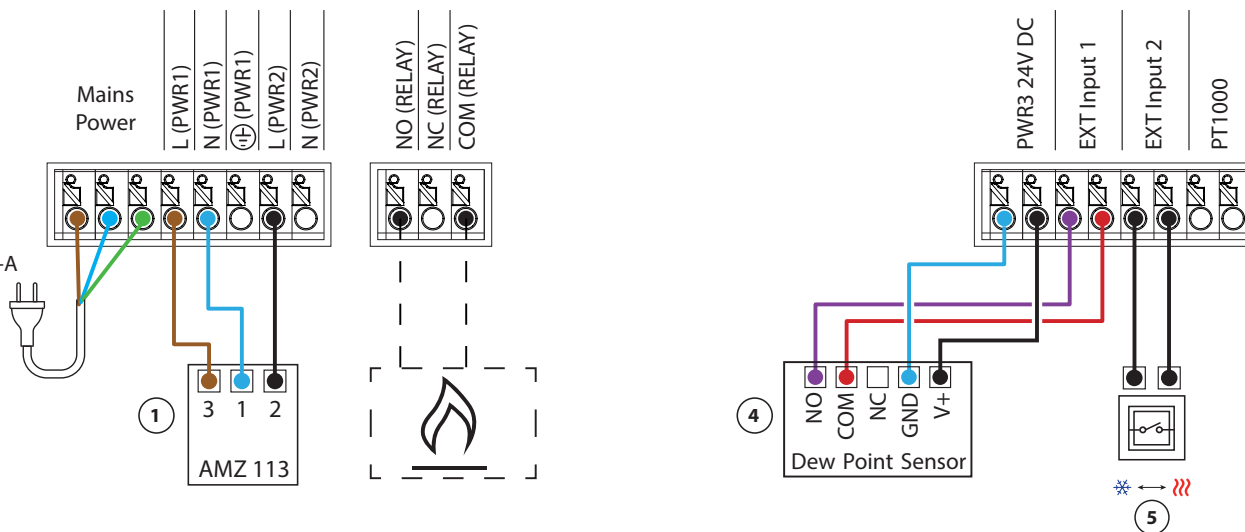 Mains
Power
L (PWR1)
N (PWR1)
(PWR1)
L (PWR2)
N (PWR2)
NO (RELAY)
NC (RELAY)
COM (RELAY)
PWR3 24V DC
EXT Input 1
EXT Input 2
PT1000
-A
1
3 1 2
AMZ 113
4
NO
COM
NC
GND
V+
Dew Point Sensor
5